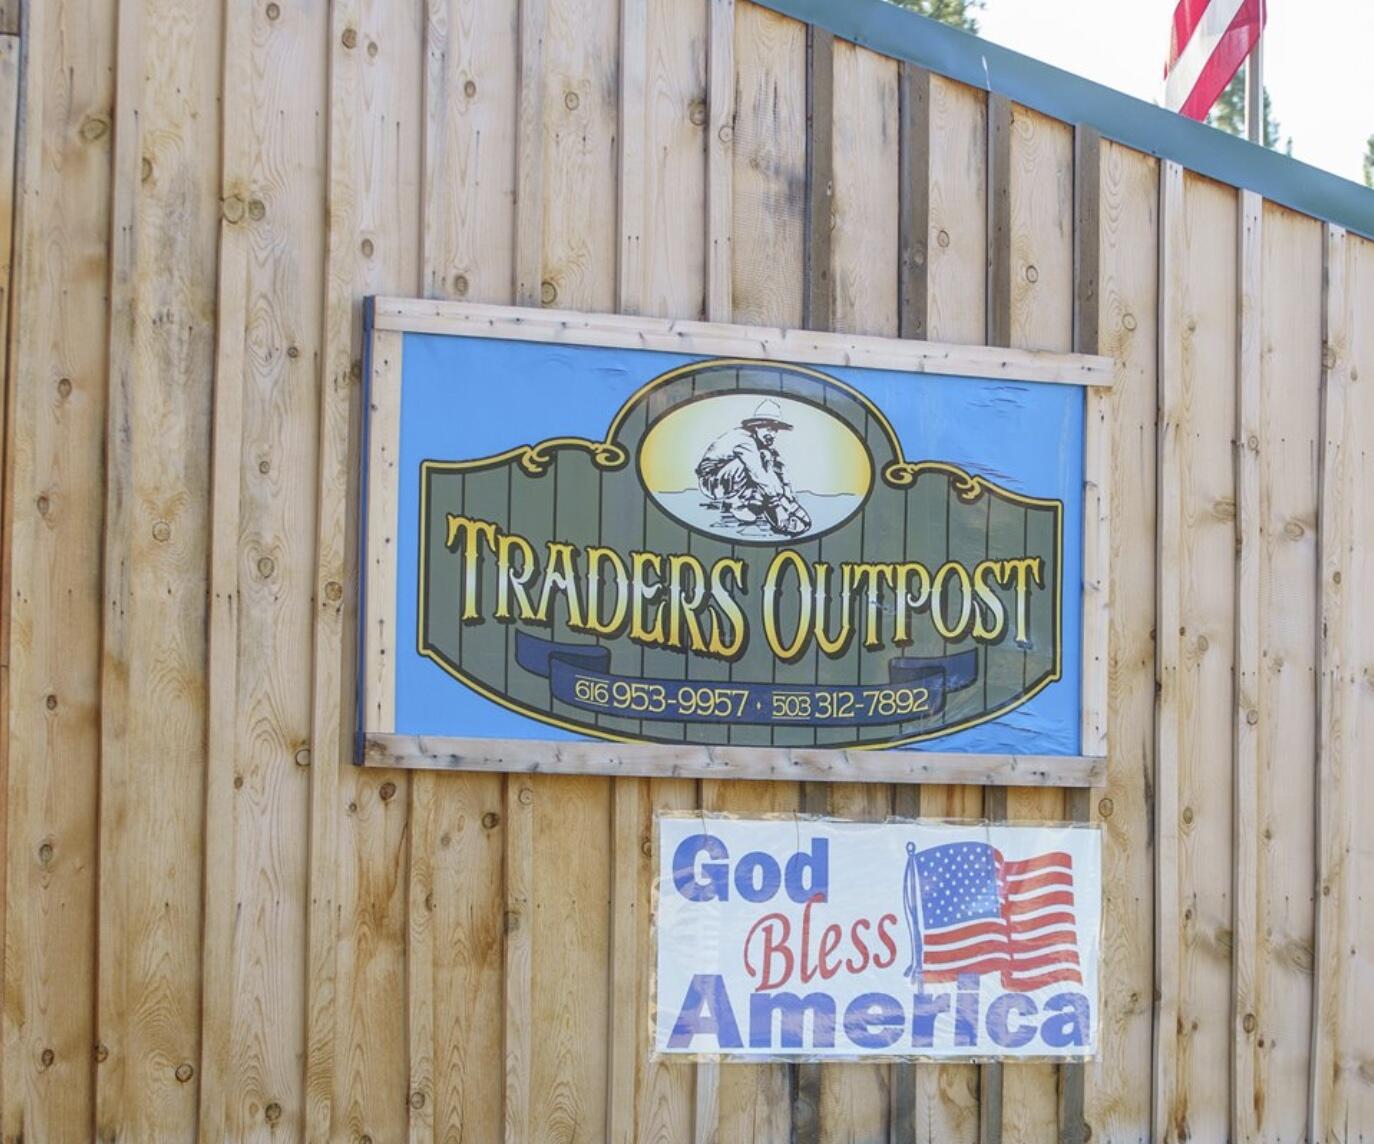 TRADERS OUTPOST
616 953-9957 · 503 312-7892
God
Bless
America